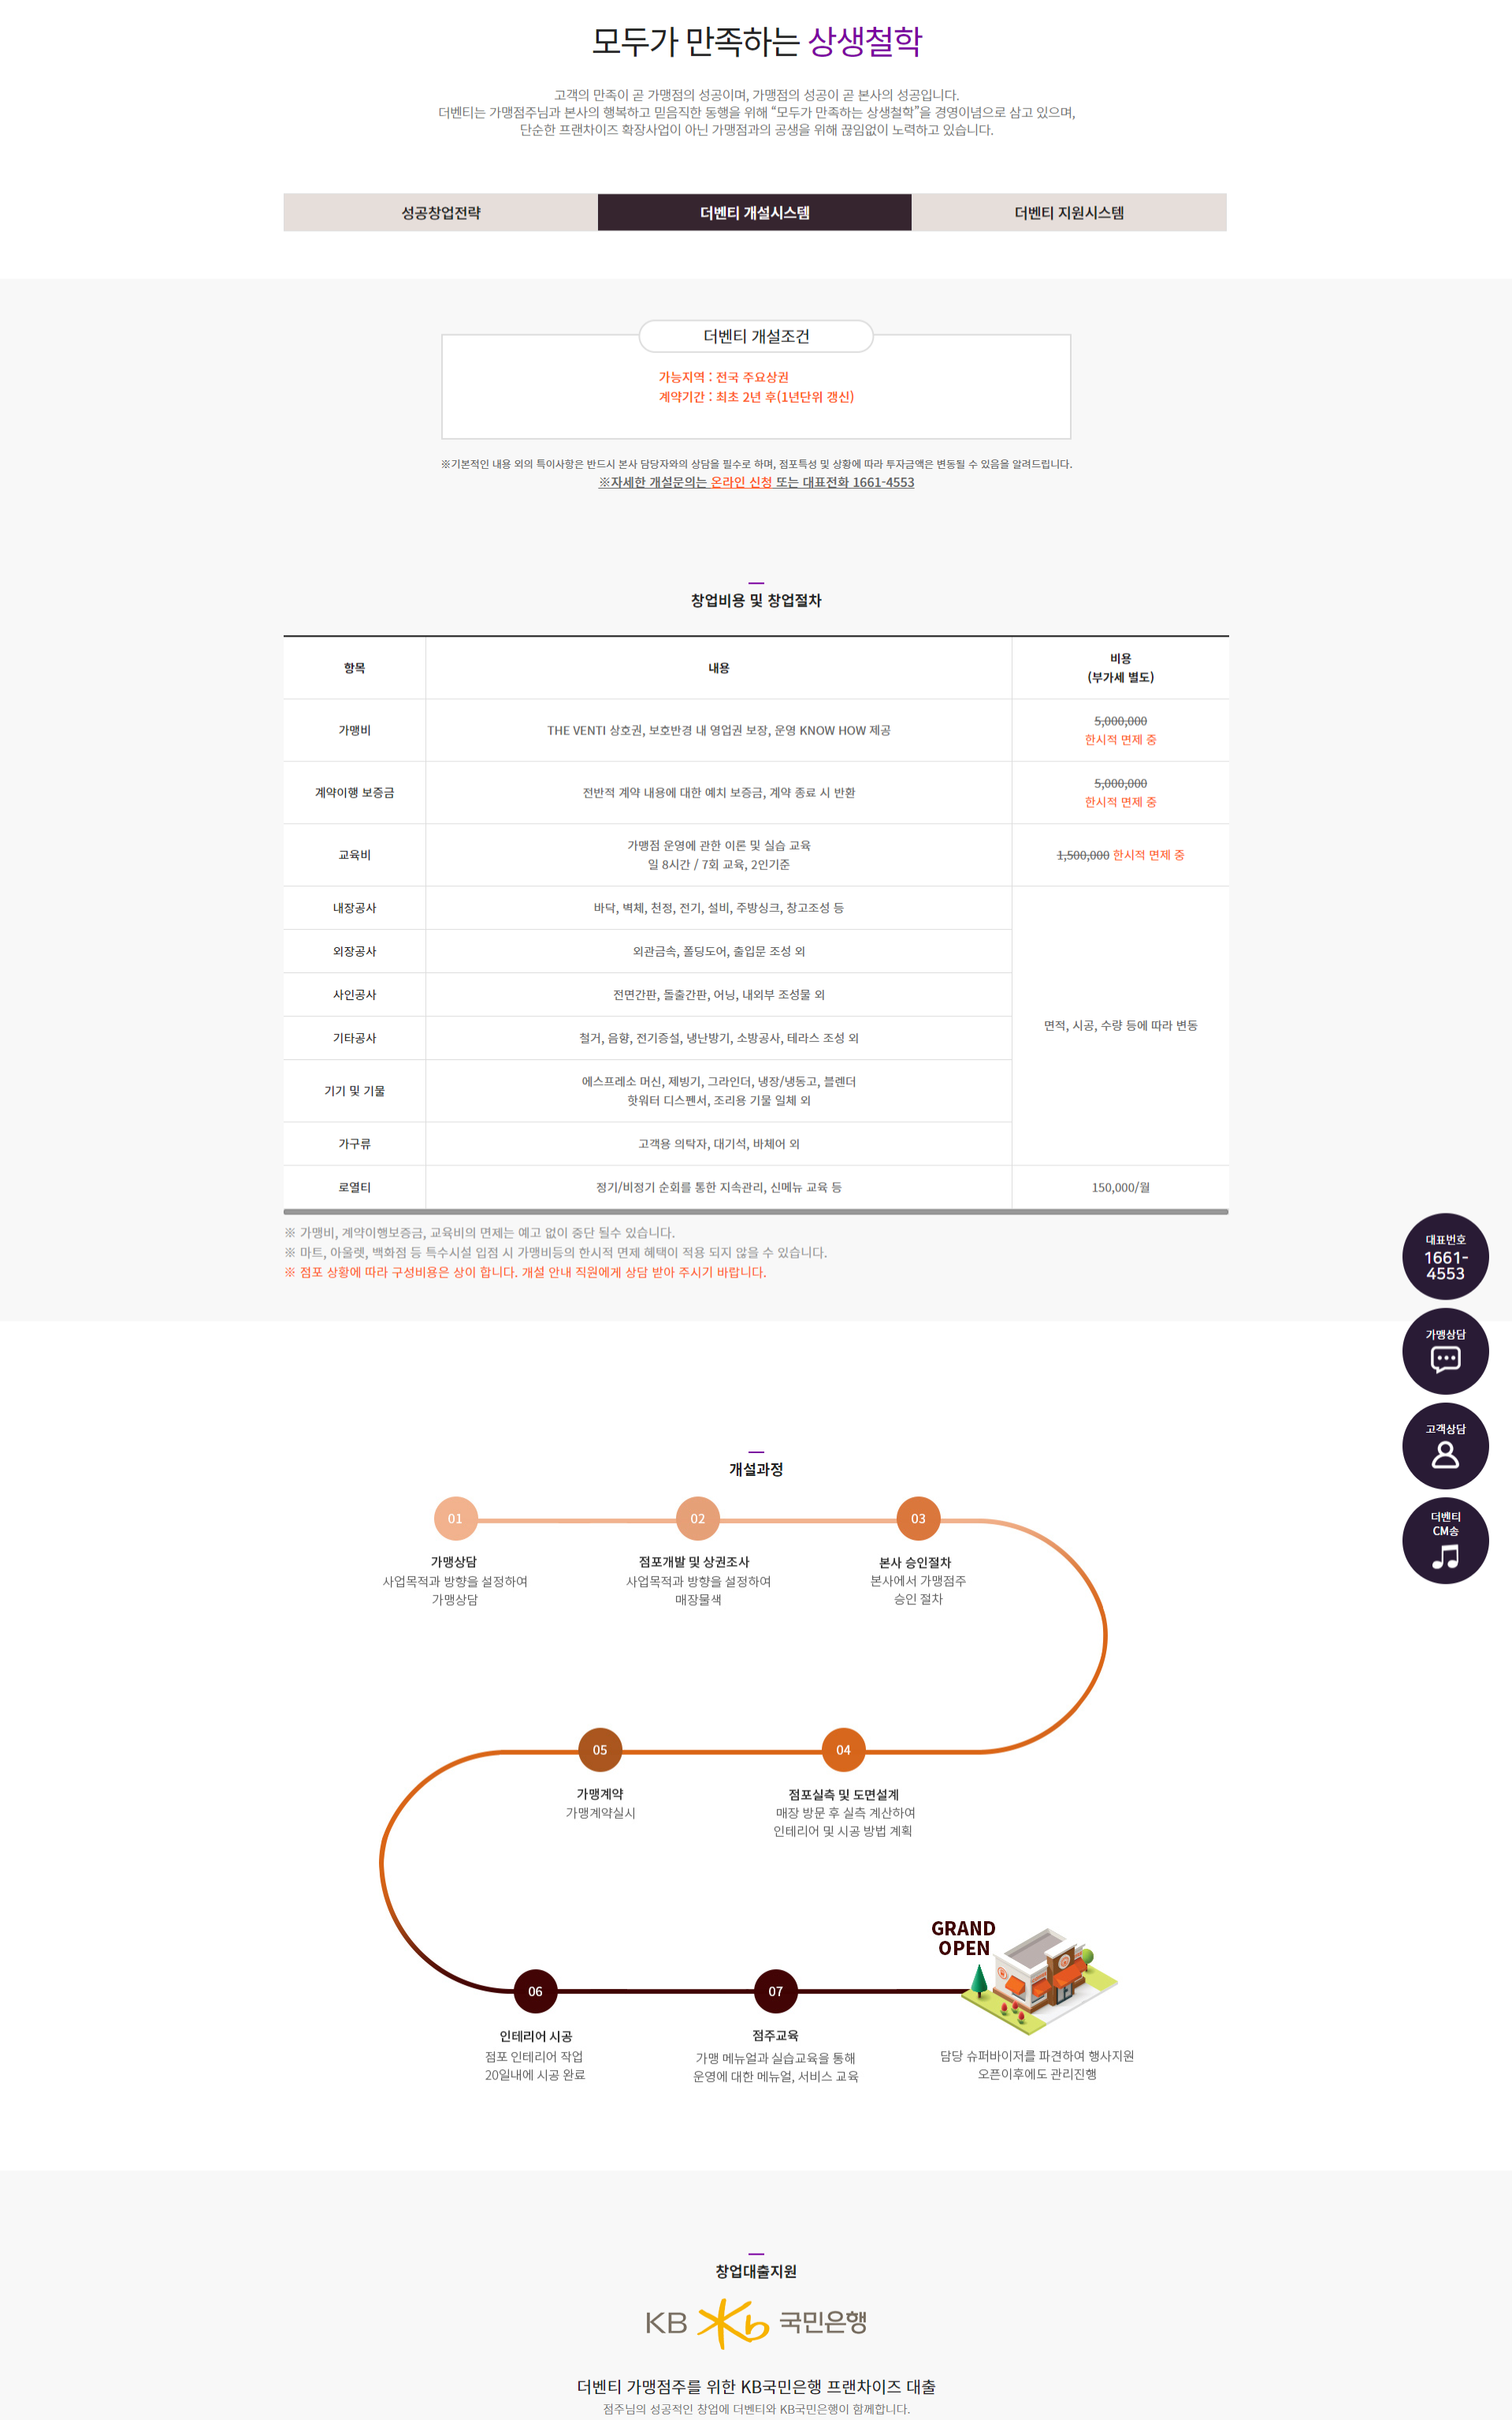 모두가 만족하는 상생철학
고객의 만족이 곧 가맹점의 성공이며, 가맹점의 성공이 곧 본사의 성공입니다.
더벤티는 가맹점주님과 본사의 행복하고 믿음직한 동행을 위해 “모두가 만족하는 상생철학”을 경영이념으로 삼고 있으며,
단순한 프랜차이즈 확장사업이 아닌 가맹점과의 공생을 위해 끊임없이 노력하고 있습니다.
성공창업전략
더벤티 개설시스템
더벤티 지원시스템
더벤티 개설조건
가능지역 : 전국 주요상권
계약기간 : 최초 2년 후(1년단위 갱신)
※기본적인 내용 외의 특이사항은 반드시 본사 담당자와의 상담을 필수로 하며, 점포특성 및 상황에 따라 투자금액은 변동될 수 있음을 알려드립니다.
※자세한 개설문의는 온라인 신청 또는 대표전화 1661-4553
창업비용 및 창업절차
항목
내용
비용
(부가세 별도)
가맹비
THE VENTI 상호권, 보호반경 내 영업권 보장, 운영 KNOW HOW 제공
5,000,000
한시적 면제 중
계약이행 보증금
전반적 계약 내용에 대한 예치 보증금, 계약 종료 시 반환
5,000,000
한시적 면제 중
교육비
가맹점 운영에 관한 이론 및 실습 교육
일 8시간 / 7회 교육, 2인기준
1,500,000 한시적 면제 중
내장공사
바닥, 벽체, 천정, 전기, 설비, 주방싱크, 창고조성 등
외장공사
외관금속, 폴딩도어, 출입문 조성 외
사인공사
전면간판, 돌출간판, 어닝, 내외부 조성물 외
기타공사
철거, 음향, 전기증설, 냉난방기, 소방공사, 테라스 조성 외
면적, 시공, 수량 등에 따라 변동
기기 및 기물
에스프레소 머신, 제빙기, 그라인더, 냉장/냉동고, 블렌더
핫워터 디스펜서, 조리용 기물 일체 외
가구류
고객용 의탁자, 대기석, 바체어 외
로열티
정기/비정기 순회를 통한 지속관리, 신메뉴 교육 등
150,000/월
※ 가맹비, 계약이행보증금, 교육비의 면제는 예고 없이 중단 될수 있습니다.
※ 마트, 아울렛, 백화점 등 특수시설 입점 시 가맹비등의 한시적 면제 혜택이 적용 되지 않을 수 있습니다.
※ 점포 상황에 따라 구성비용은 상이 합니다. 개설 안내 직원에게 상담 받아 주시기 바랍니다.
대표번호
1661-
4553
가맹상담
고객상담
더벤티
CM송
개설과정
01
가맹상담
사업목적과 방향을 설정하여
가맹상담
02
점포개발 및 상권조사
사업목적과 방향을 설정하여
매장물색
03
본사 승인절차
본사에서 가맹점주
승인 절차
05
가맹계약
가맹계약실시
04
점포실측 및 도면설계
매장 방문 후 실측 계산하여
인테리어 및 시공 방법 계획
06
인테리어 시공
점포 인테리어 작업
20일내에 시공 완료
07
점주교육
가맹 메뉴얼과 실습교육을 통해
운영에 대한 메뉴얼, 서비스 교육
GRAND
OPEN
담당 슈퍼바이저를 파견하여 행사지원
오픈이후에도 관리진행
창업대출지원
KB 국민은행
더벤티 가맹점주를 위한 KB국민은행 프랜차이즈 대출
점주님의 성공적인 창업에 더벤티와 KB국민은행이 함께합니다.